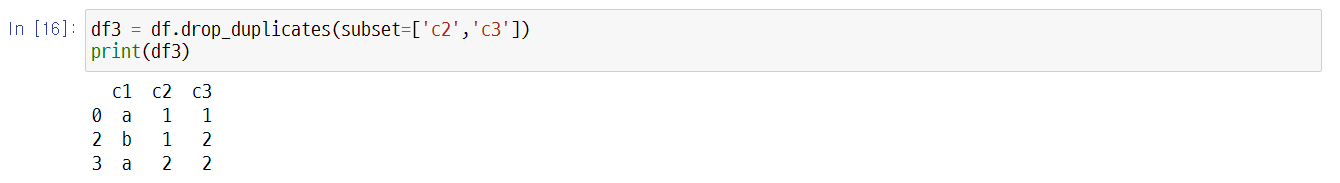 In [16]: df3 = df.drop_duplicates(subset=['c2','c3'])
print(df3)
c1 c2 c3
0 a 1 1
2 b 1 2
3 a 2 2